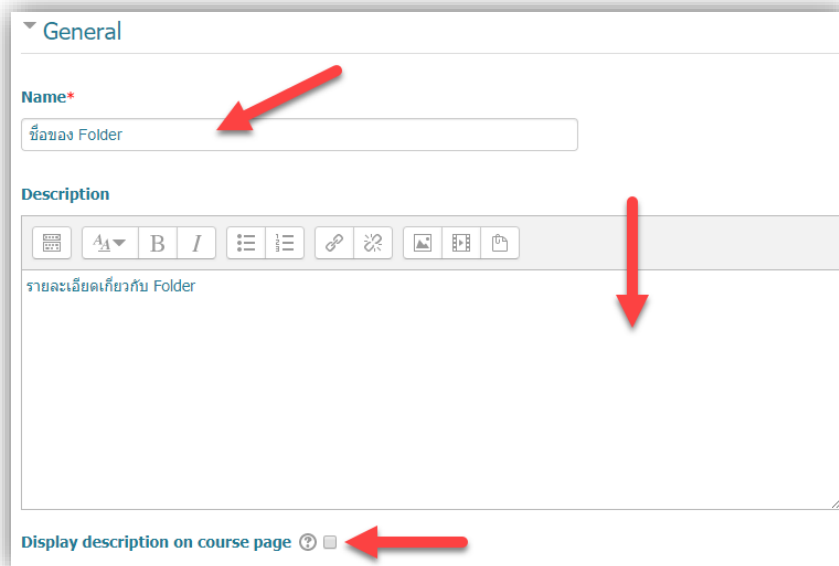 General
Name*
ชื่อของ Folder
Description
รายละเอียดเกี่ยวกับ Folder
Display description on course page